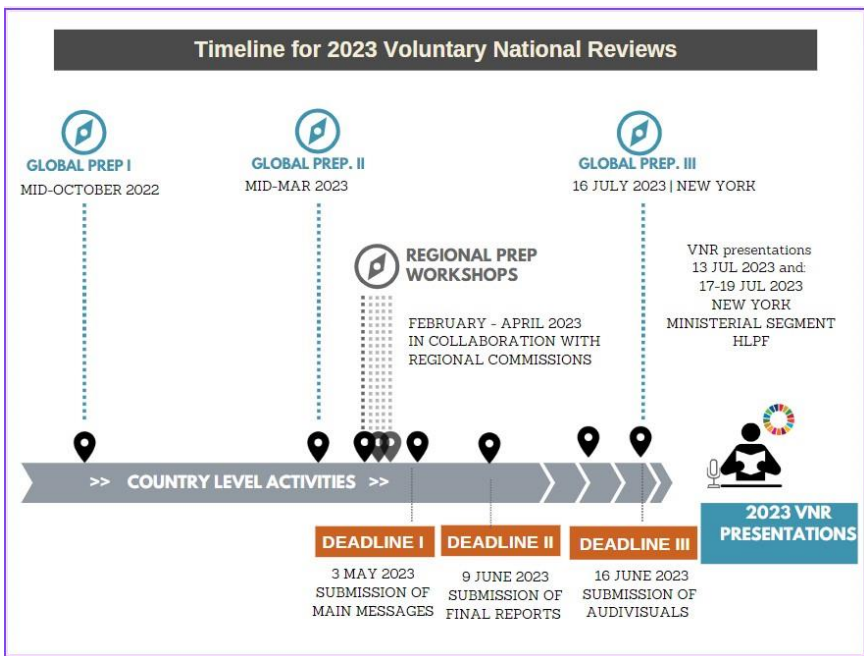 Timeline for 2023 Voluntary National Reviews
GLOBAL PREP I
MID-OCTOBER 2022
GLOBAL PREP. II
MID-MAR 2023
GLOBAL PREP. III
16 JULY 2023 | NEW YORK
REGIONAL PREP
WORKSHOPS
FEBRUARY - APRIL 2023
IN COLLABORATION WITH
REGIONAL COMMISSIONS
VNR presentations
13 JUL 2023 and:
17-19 JUL 2023
NEW YORK
MINISTERIAL SEGMENT
HLPF
>> COUNTRY LEVEL ACTIVITIES >>
DEADLINE I
3 MAY 2023
SUBMISSION OF
MAIN MESSAGES
DEADLINE II
9 JUNE 2023
SUBMISSION OF
FINAL REPORTS
DEADLINE III
16 JUNE 2023
SUBMISSION OF
AUDIVISUALS
2023 VNR
PRESENTATIONS